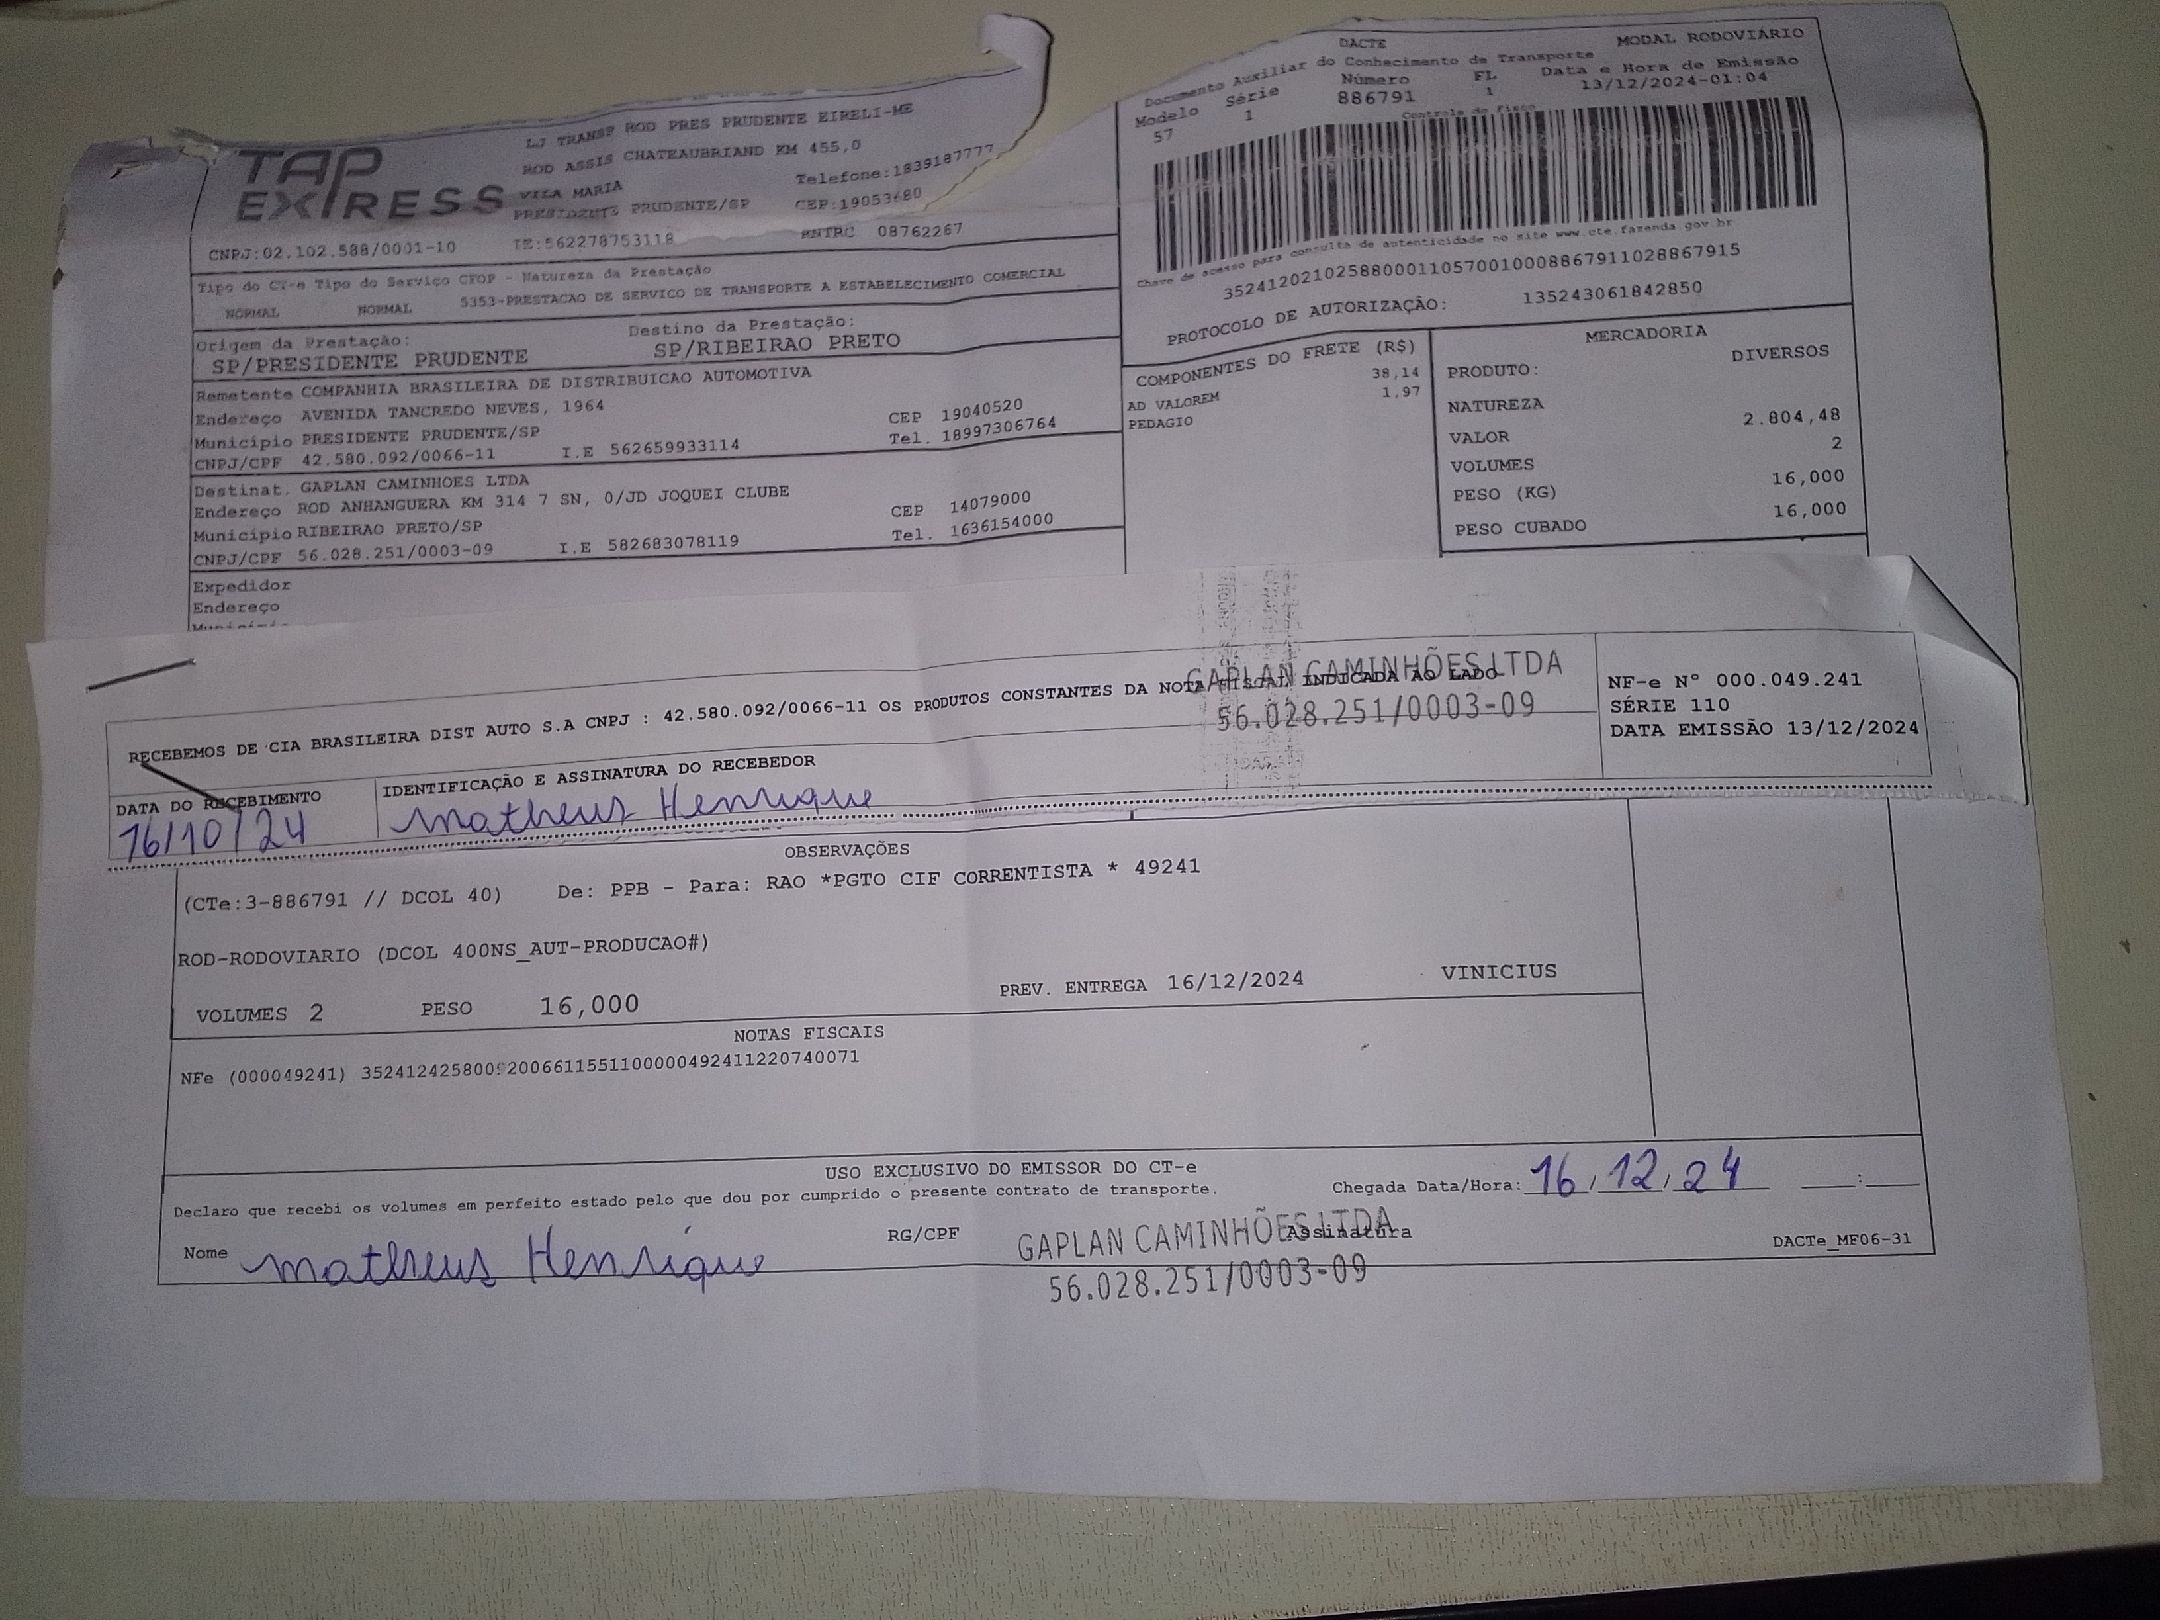 DACTE
MODAL RODOVIÁRIO
Documento Auxiliar do Conhecimento de Transporte
Modelo Série Número FL Data e Hora de Emissão
57 1 886791 1 13/12/2024-01:04
Controle do Fisco
TAP EXPRESS
LJ TRANSP ROD PRES PRUDENTE EIRELI-ME
ROD ASSIS CHATEAUBRIAND KM 455,0
VILA MARIA Telefone:1839187777
PRESIDENTE PRUDENTE/SP CEP:19053680
CNPJ:02.102.588/0001-10 IE:562278753118 RNTRC 08762267
Chave de acesso para consulta de autenticidade no site www.cte.fazenda.gov.br
35241202102588000110570010008867911028867915
PROTOCOLO DE AUTORIZAÇÃO: 135243061842850
Tipo do CT-e Tipo do Serviço CFOP - Natureza da Prestação
NORMAL NORMAL 5353-PRESTACAO DE SERVICO DE TRANSPORTE A ESTABELECIMENTO COMERCIAL
Origem da Prestação: Destino da Prestação:
SP/PRESIDENTE PRUDENTE SP/RIBEIRAO PRETO
Remetente COMPANHIA BRASILEIRA DE DISTRIBUICAO AUTOMOTIVA
Endereço AVENIDA TANCREDO NEVES, 1964
Município PRESIDENTE PRUDENTE/SP CEP 19040520
CNPJ/CPF 42.580.092/0066-11 I.E 562659933114 Tel. 18997306764
Destinat. GAPLAN CAMINHOES LTDA
Endereço ROD ANHANGUERA KM 314 7 SN, 0/JD JOQUEI CLUBE
Município RIBEIRAO PRETO/SP CEP 14079000
CNPJ/CPF 56.028.251/0003-09 I.E 582683078119 Tel. 1636154000
Expedidor
Endereço
COMPONENTES DO FRETE (R$)
AD VALOREM 38,14
PEDAGIO 1,97
MERCADORIA
PRODUTO: DIVERSOS
NATUREZA
VALOR 2.804,48
VOLUMES 2
PESO (KG) 16,000
PESO CUBADO 16,000
RECEBEMOS DE CIA BRASILEIRA DIST AUTO S.A CNPJ : 42.580.092/0066-11 OS PRODUTOS CONSTANTES DA NOTA FISCAL INDICADA AO LADO
GAPLAN CAMINHÕES LTDA
56.028.251/0003-09
NF-e Nº 000.049.241
SÉRIE 110
DATA EMISSÃO 13/12/2024
DATA DO RECEBIMENTO IDENTIFICAÇÃO E ASSINATURA DO RECEBEDOR
16/10/24 Matheus Henrique
OBSERVAÇÕES
(CTe:3-886791 // DCOL 40) De: PPB - Para: RAO *PGTO CIF CORRENTISTA * 49241
ROD-RODOVIARIO (DCOL 400NS_AUT-PRODUCAO#)
VOLUMES 2 PESO 16,000 PREV. ENTREGA 16/12/2024 VINICIUS
NOTAS FISCAIS
NFe (000049241) 35241242580092006611551100000492411220740071
USO EXCLUSIVO DO EMISSOR DO CT-e
Declaro que recebi os volumes em perfeito estado pelo que dou por cumprido o presente contrato de transporte.
Chegada Data/Hora: 16/12/24 :
Nome Matheus Henrique RG/CPF Assinatura DACTe_MF06-31
GAPLAN CAMINHÕES LTDA
56.028.251/0003-09